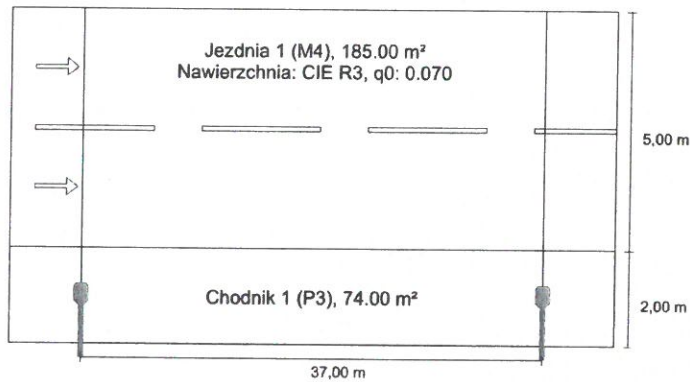 Jezdnia 1 (M4), 185.00 m²
Nawierzchnia: CIE R3, q0: 0.070
5,00 m
Chodnik 1 (P3), 74.00 m²
2,00 m
37,00 m